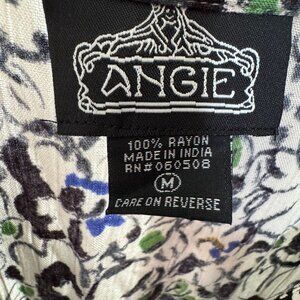 ANGIE
100% RAYON
MADE IN INDIA
RN# 060508
M
CARE ON REVERSE